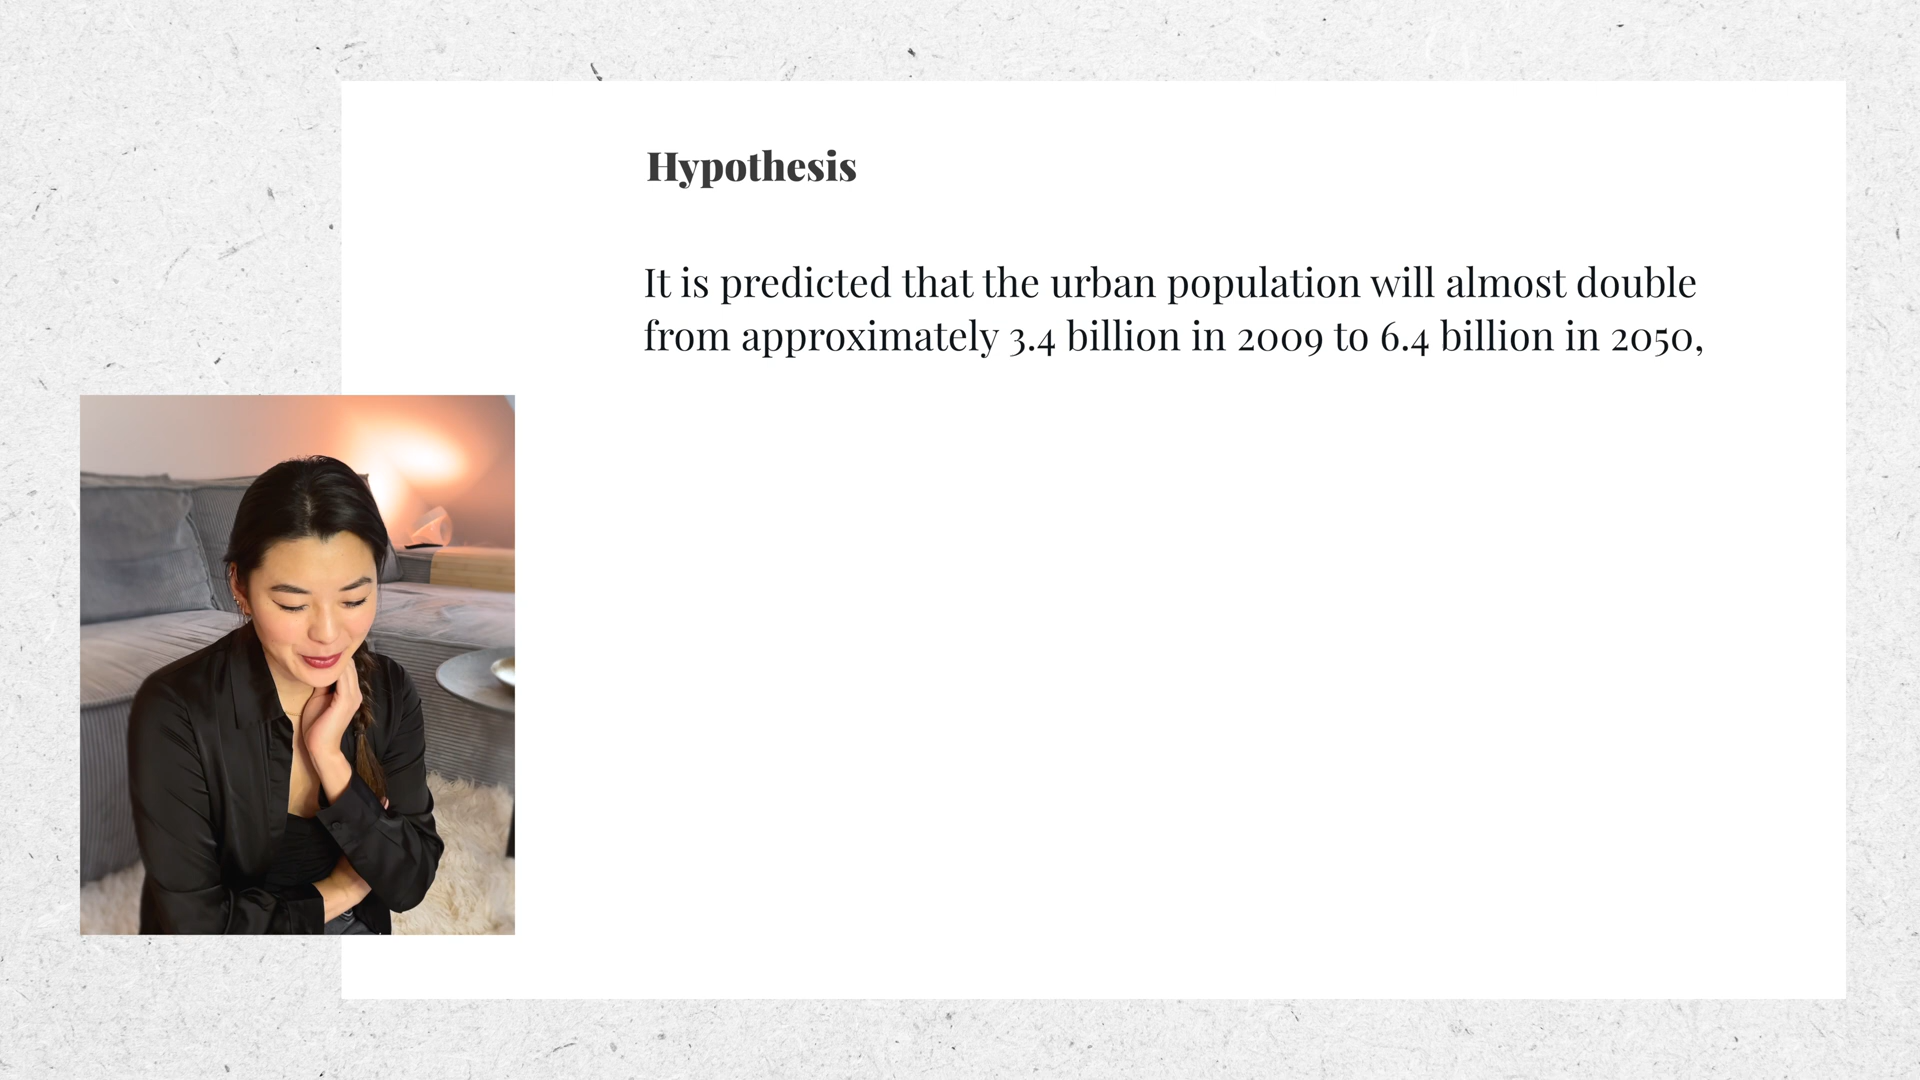 Hypothesis
It is predicted that the urban population will almost double
from approximately 3.4 billion in 2009 to 6.4 billion in 2050,